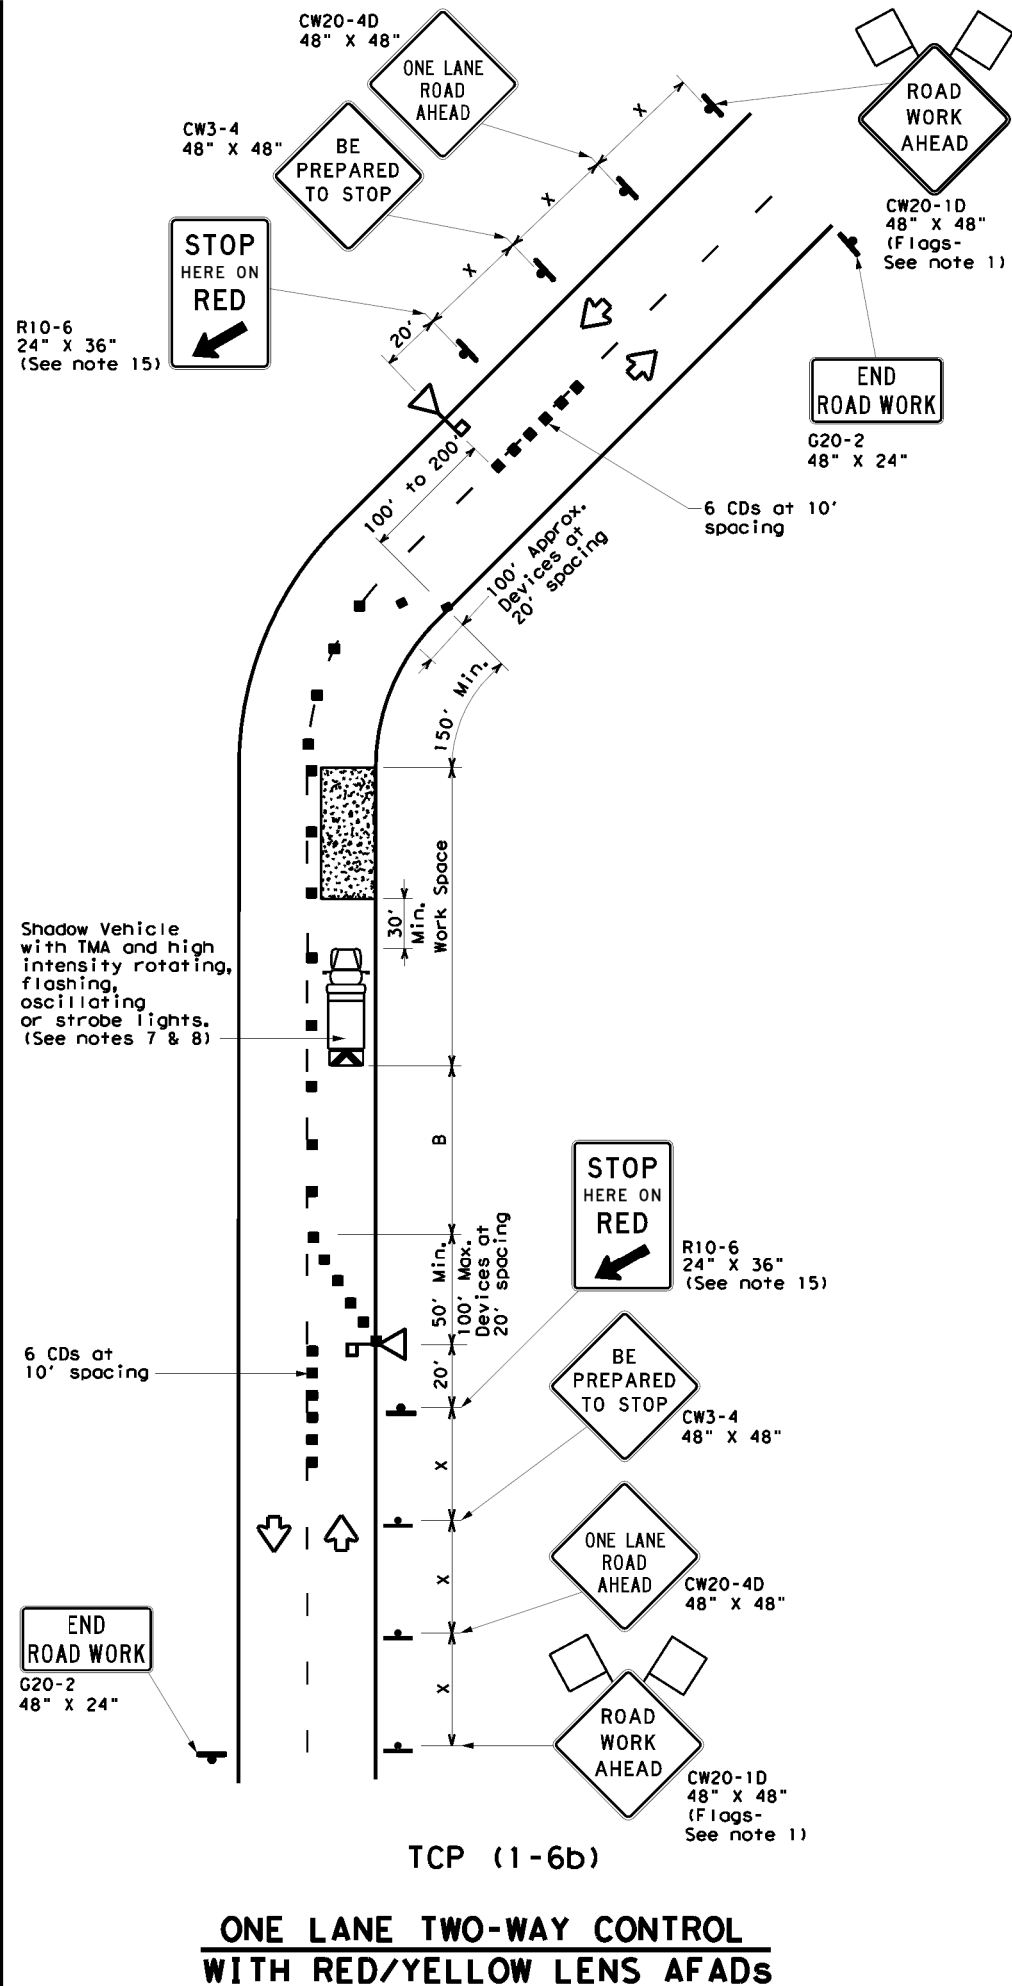 CW20-4D
48" X 48"
ONE LANE
ROAD
AHEAD
ROAD
WORK
AHEAD
CW20-1D
48" X 48"
(Flags-
See note 1)
X
CW3-4
48" X 48"
BE
PREPARED
TO STOP
X
STOP
HERE ON
RED
X
R10-6
24" X 36"
(See note 15)
20'
END
ROAD WORK
G20-2
48" X 24"
100' to 200'
6 CDs at 10'
spacing
100' Approx.
Devices at
20' spacing
150' Min.
Work Space
30'
Min.
Shadow Vehicle
with TMA and high
intensity rotating,
flashing,
oscillating
or strobe lights.
(See notes 7 & 8)
B
STOP
HERE ON
RED
R10-6
24" X 36"
(See note 15)
50' Min.
100' Max.
Devices at
20' spacing
6 CDs at
10' spacing
20'
BE
PREPARED
TO STOP
CW3-4
48" X 48"
X
ONE LANE
ROAD
AHEAD
CW20-4D
48" X 48"
X
END
ROAD WORK
G20-2
48" X 24"
X
ROAD
WORK
AHEAD
CW20-1D
48" X 48"
(Flags-
See note 1)
TCP (1-6b)
ONE LANE TWO-WAY CONTROL
WITH RED/YELLOW LENS AFADs